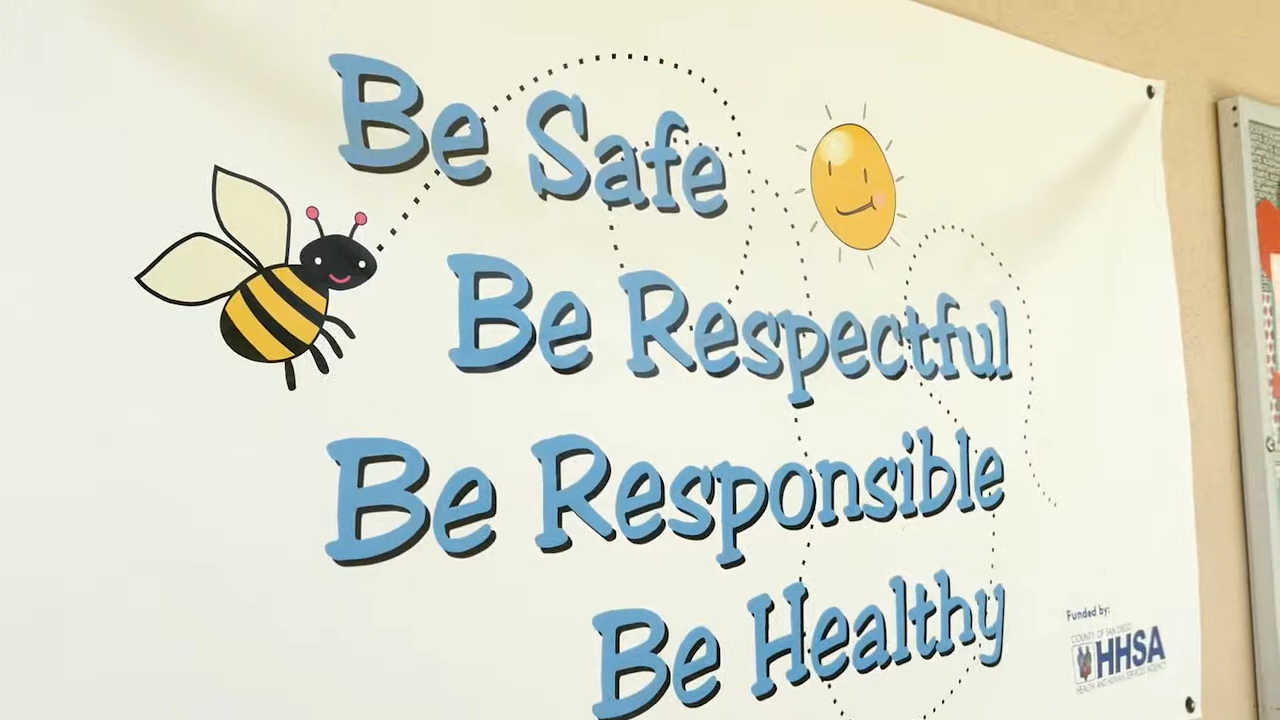 Be Safe
Be Respectful
Be Responsible
Be Healthy
Funded by:
COUNTY OF SAN DIEGO
HHSA
HEALTH AND HUMAN SERVICES AGENCY